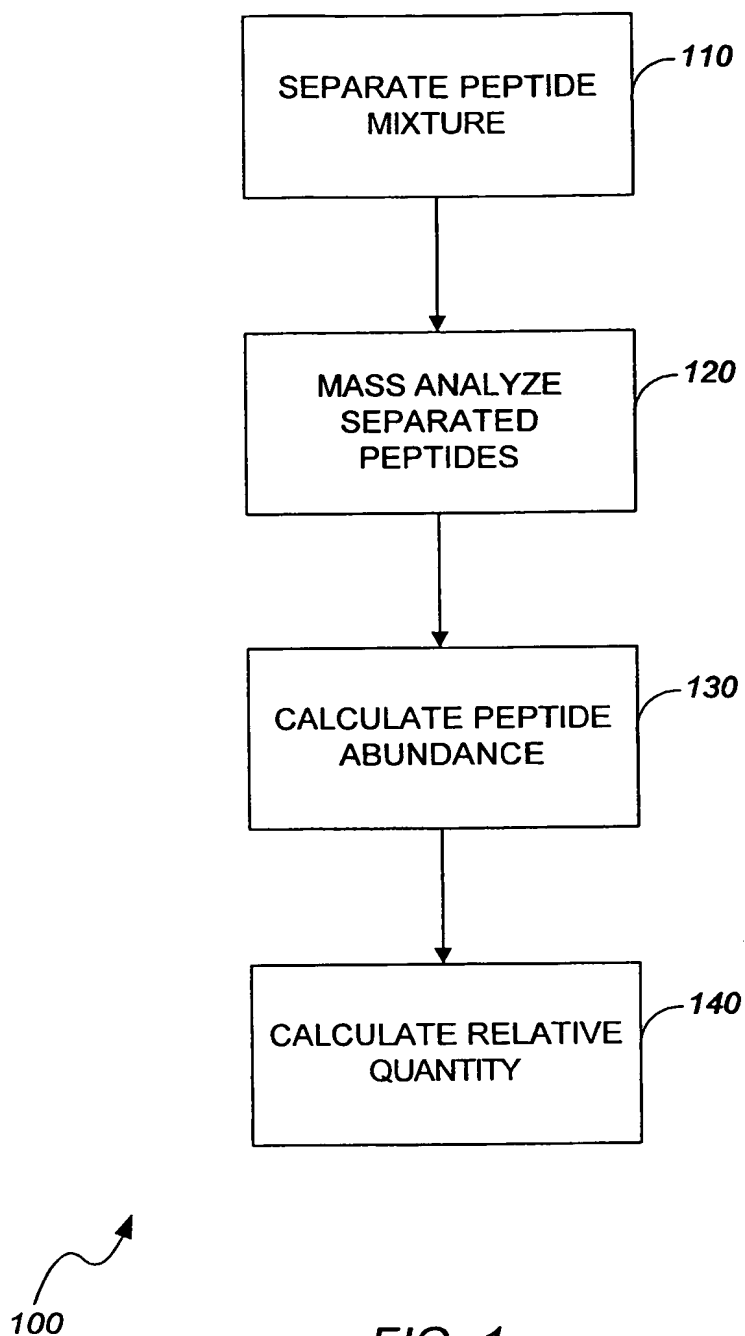 SEPARATE PEPTIDE
MIXTURE
110
MASS ANALYZE
SEPARATED
PEPTIDES
120
CALCULATE PEPTIDE
ABUNDANCE
130
CALCULATE RELATIVE
QUANTITY
140
100
FIG. 1